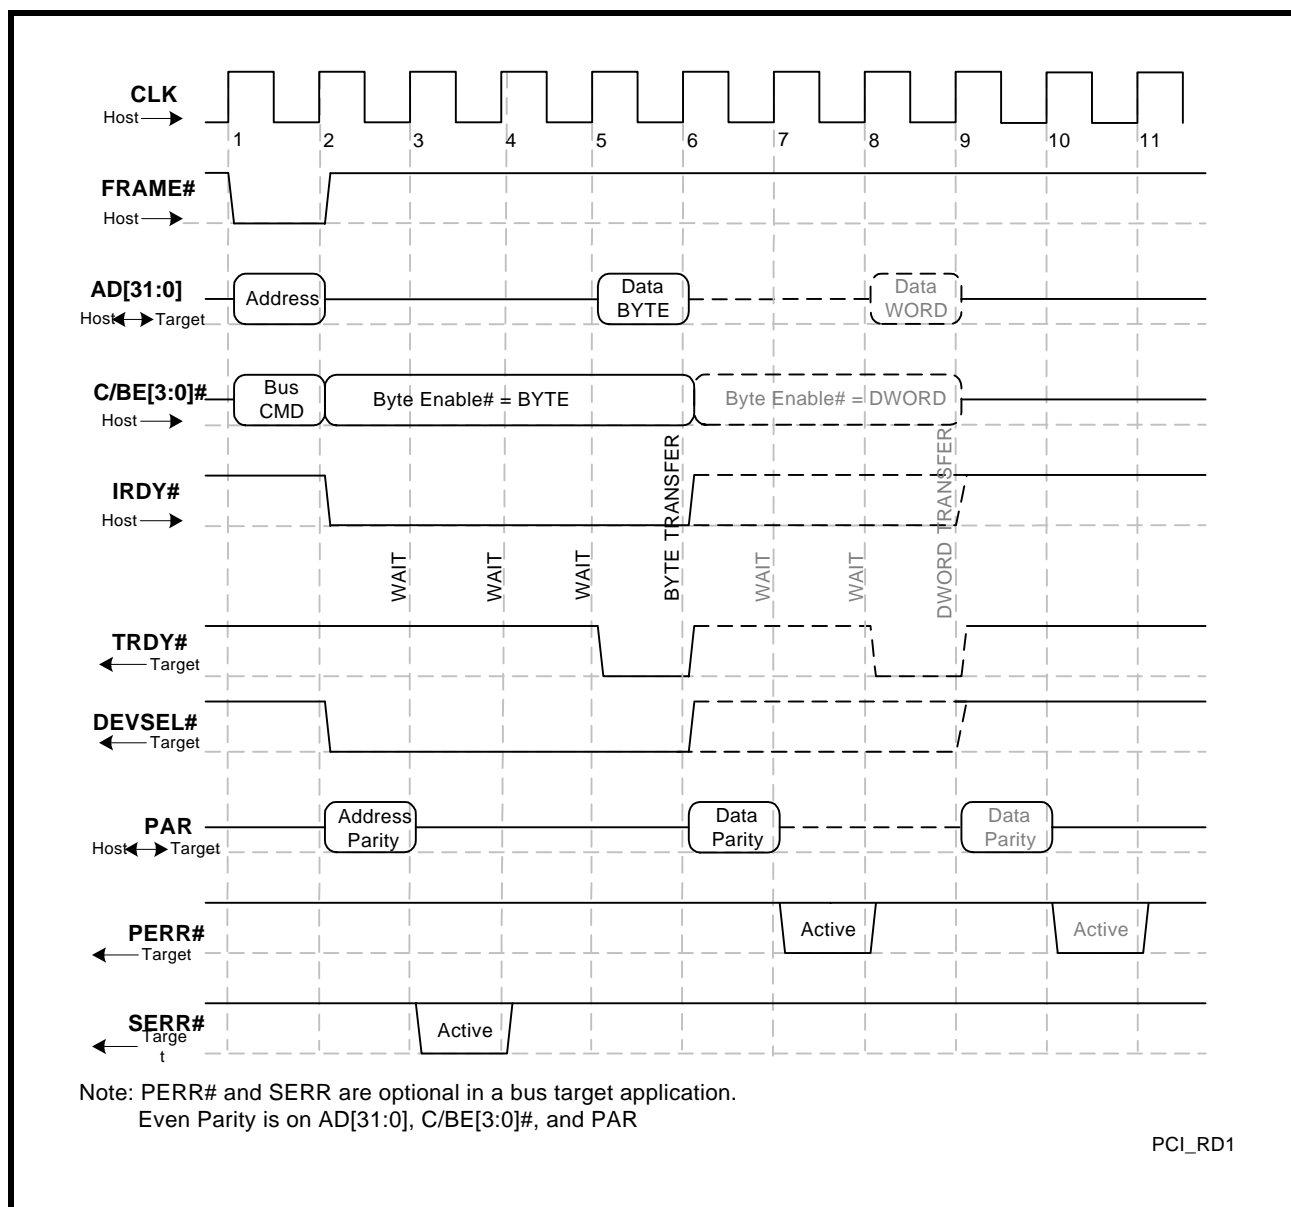 CLK
Host
1 2 3 4 5 6 7 8 9 10 11
FRAME#
Host
AD[31:0]
Host Target
Address
Data
BYTE
Data
WORD
C/BE[3:0]#
Host
Bus
CMD
Byte Enable# = BYTE
Byte Enable# = DWORD
IRDY#
Host
WAIT
WAIT
WAIT
BYTE TRANSFER
WAIT
WAIT
DWORD TRANSFER
TRDY#
Target
DEVSEL#
Target
PAR
Host Target
Address
Parity
Data
Parity
Data
Parity
PERR#
Target
Active
Active
SERR#
Targe
t
Active
Note: PERR# and SERR are optional in a bus target application.
Even Parity is on AD[31:0], C/BE[3:0]#, and PAR
PCI_RD1